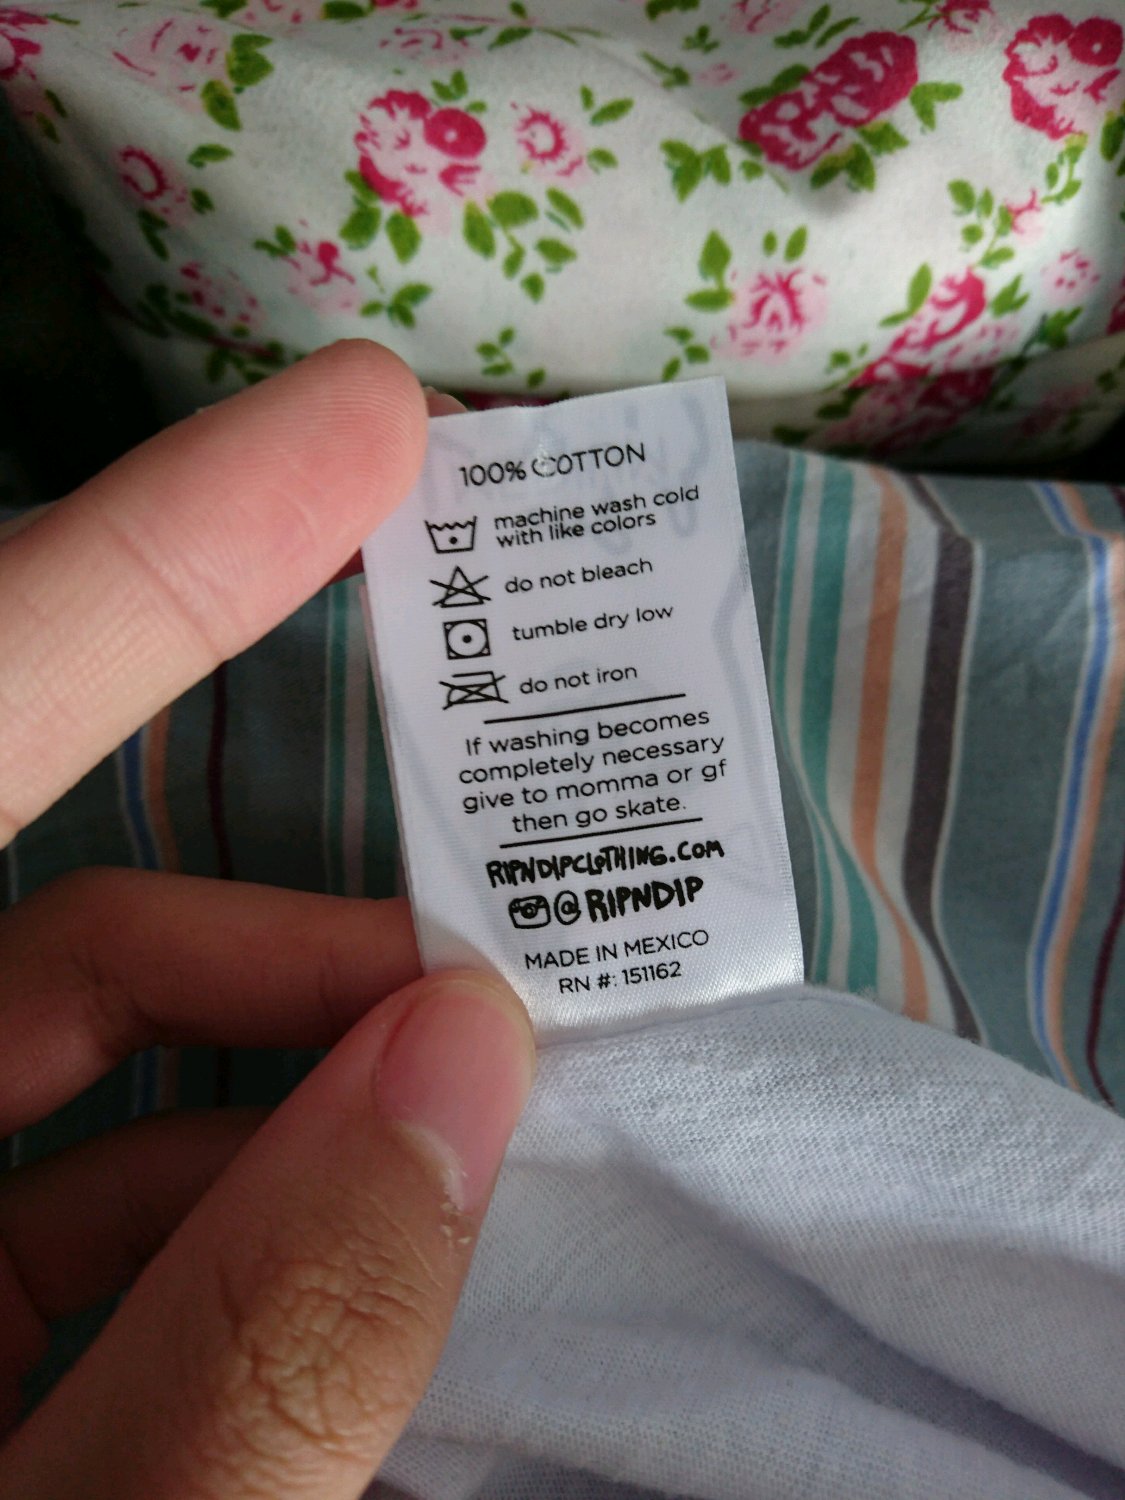 100% COTTON
machine wash cold
with like colors
do not bleach
tumble dry low
do not iron
If washing becomes
completely necessary
give to momma or gf
then go skate.
RIPNDIPCLOTHING.COM
@RIPNDIP
MADE IN MEXICO
RN #: 151162